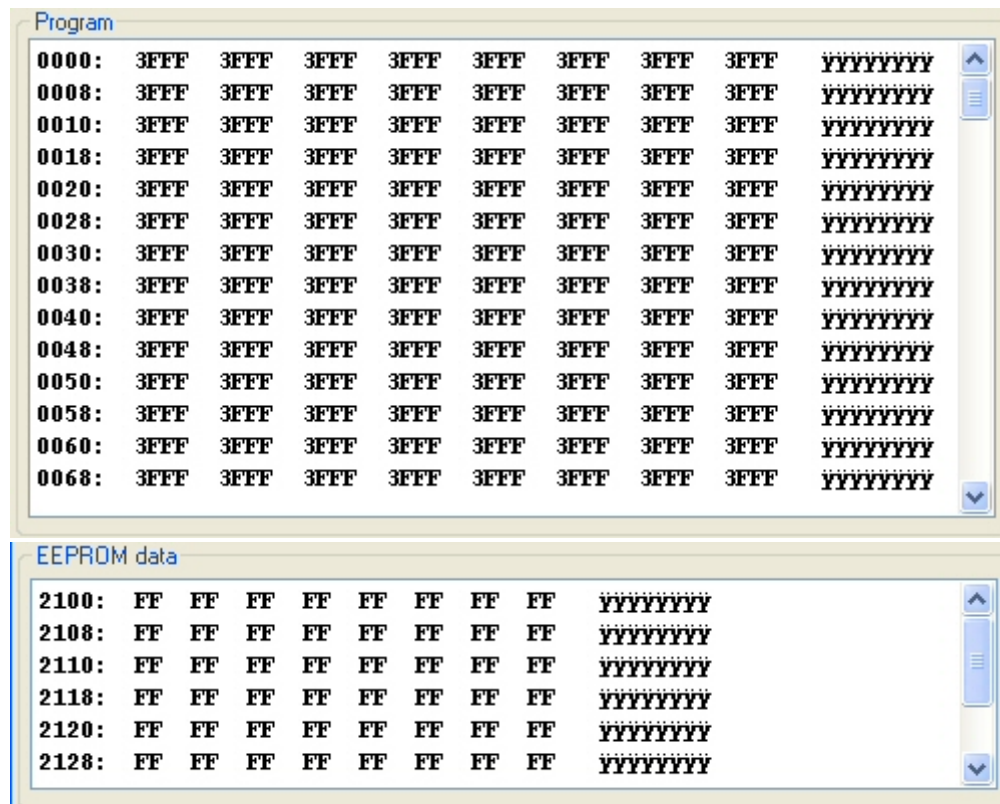 Program
0000: 3FFF 3FFF 3FFF 3FFF 3FFF 3FFF 3FFF 3FFF ÿÿÿÿÿÿÿÿ
0008: 3FFF 3FFF 3FFF 3FFF 3FFF 3FFF 3FFF 3FFF ÿÿÿÿÿÿÿÿ
0010: 3FFF 3FFF 3FFF 3FFF 3FFF 3FFF 3FFF 3FFF ÿÿÿÿÿÿÿÿ
0018: 3FFF 3FFF 3FFF 3FFF 3FFF 3FFF 3FFF 3FFF ÿÿÿÿÿÿÿÿ
0020: 3FFF 3FFF 3FFF 3FFF 3FFF 3FFF 3FFF 3FFF ÿÿÿÿÿÿÿÿ
0028: 3FFF 3FFF 3FFF 3FFF 3FFF 3FFF 3FFF 3FFF ÿÿÿÿÿÿÿÿ
0030: 3FFF 3FFF 3FFF 3FFF 3FFF 3FFF 3FFF 3FFF ÿÿÿÿÿÿÿÿ
0038: 3FFF 3FFF 3FFF 3FFF 3FFF 3FFF 3FFF 3FFF ÿÿÿÿÿÿÿÿ
0040: 3FFF 3FFF 3FFF 3FFF 3FFF 3FFF 3FFF 3FFF ÿÿÿÿÿÿÿÿ
0048: 3FFF 3FFF 3FFF 3FFF 3FFF 3FFF 3FFF 3FFF ÿÿÿÿÿÿÿÿ
0050: 3FFF 3FFF 3FFF 3FFF 3FFF 3FFF 3FFF 3FFF ÿÿÿÿÿÿÿÿ
0058: 3FFF 3FFF 3FFF 3FFF 3FFF 3FFF 3FFF 3FFF ÿÿÿÿÿÿÿÿ
0060: 3FFF 3FFF 3FFF 3FFF 3FFF 3FFF 3FFF 3FFF ÿÿÿÿÿÿÿÿ
0068: 3FFF 3FFF 3FFF 3FFF 3FFF 3FFF 3FFF 3FFF ÿÿÿÿÿÿÿÿ
EEPROM data
2100: FF FF FF FF FF FF FF FF ÿÿÿÿÿÿÿÿ
2108: FF FF FF FF FF FF FF FF ÿÿÿÿÿÿÿÿ
2110: FF FF FF FF FF FF FF FF ÿÿÿÿÿÿÿÿ
2118: FF FF FF FF FF FF FF FF ÿÿÿÿÿÿÿÿ
2120: FF FF FF FF FF FF FF FF ÿÿÿÿÿÿÿÿ
2128: FF FF FF FF FF FF FF FF ÿÿÿÿÿÿÿÿ